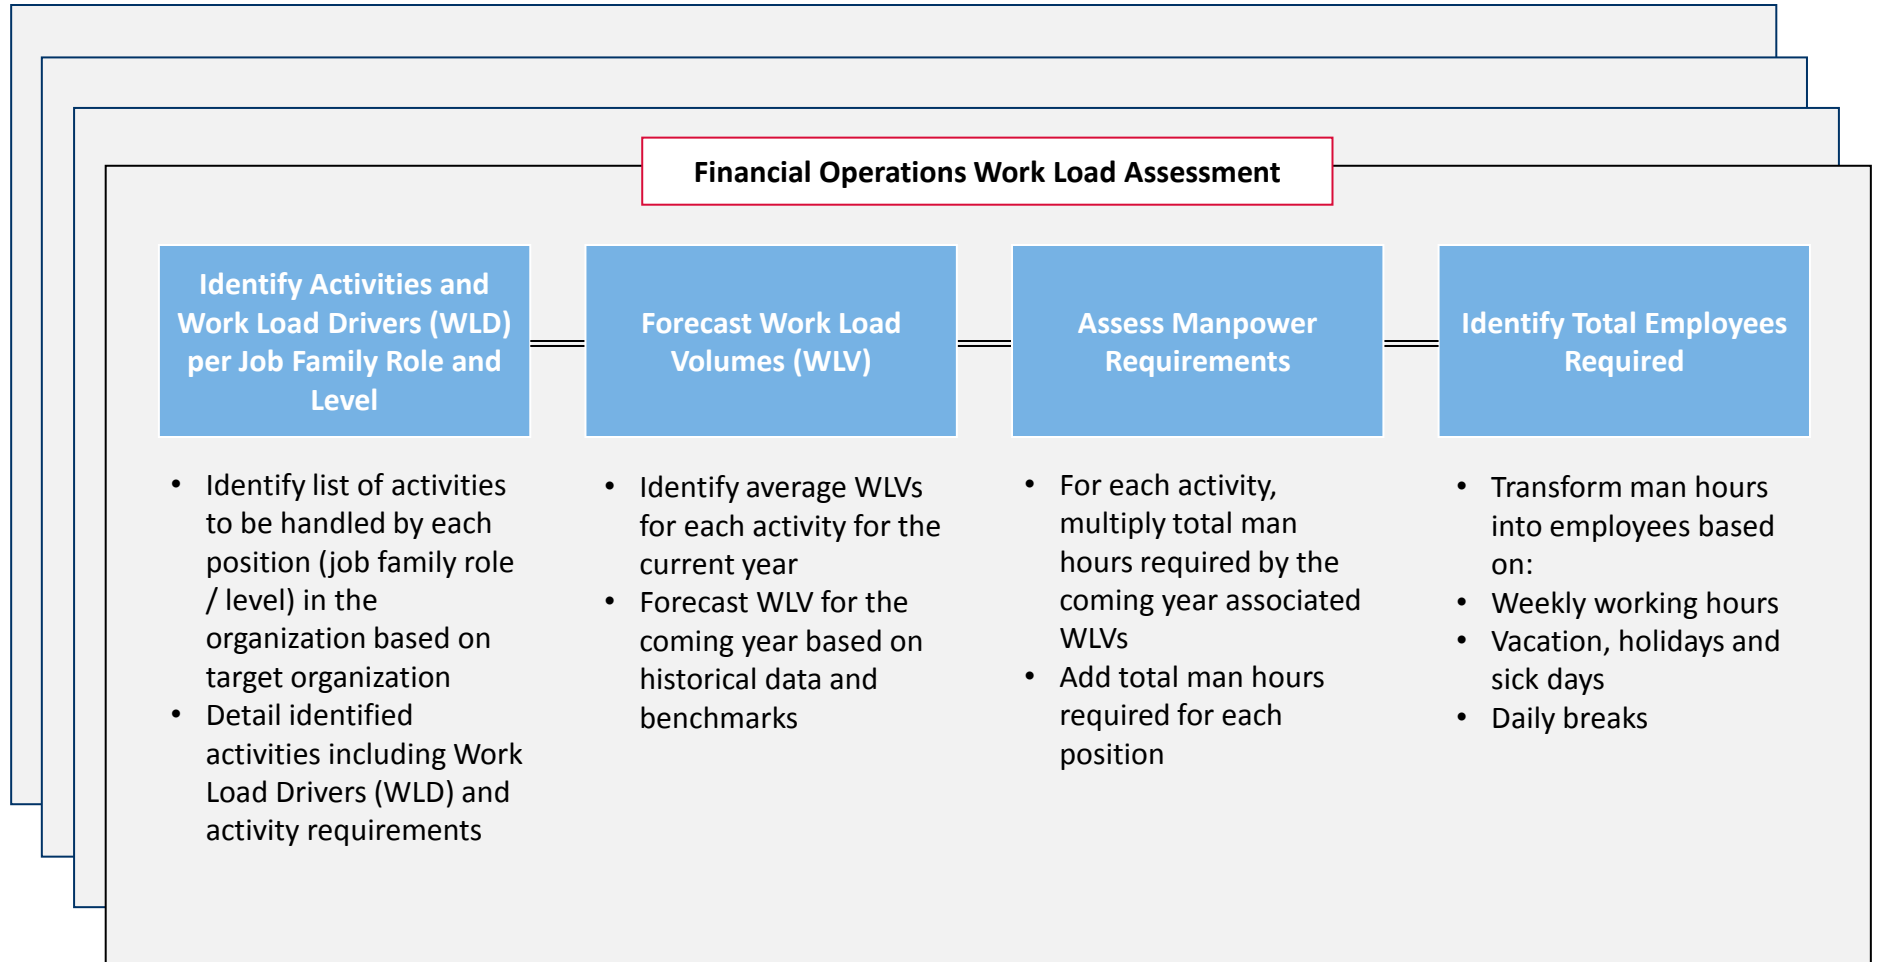 Financial Operations Work Load Assessment
Identify Activities and
Work Load Drivers (WLD)
per Job Family Role and
Level
Forecast Work Load
Volumes (WLV)
Assess Manpower
Requirements
Identify Total Employees
Required
• Identify list of activities
to be handled by each
position (job family role
/ level) in the
organization based on
target organization
• Detail identified
activities including Work
Load Drivers (WLD) and
activity requirements
• Identify average WLVs
for each activity for the
current year
• Forecast WLV for the
coming year based on
historical data and
benchmarks
• For each activity,
multiply total man
hours required by the
coming year associated
WLVs
• Add total man hours
required for each
position
• Transform man hours
into employees based
on:
• Weekly working hours
• Vacation, holidays and
sick days
• Daily breaks